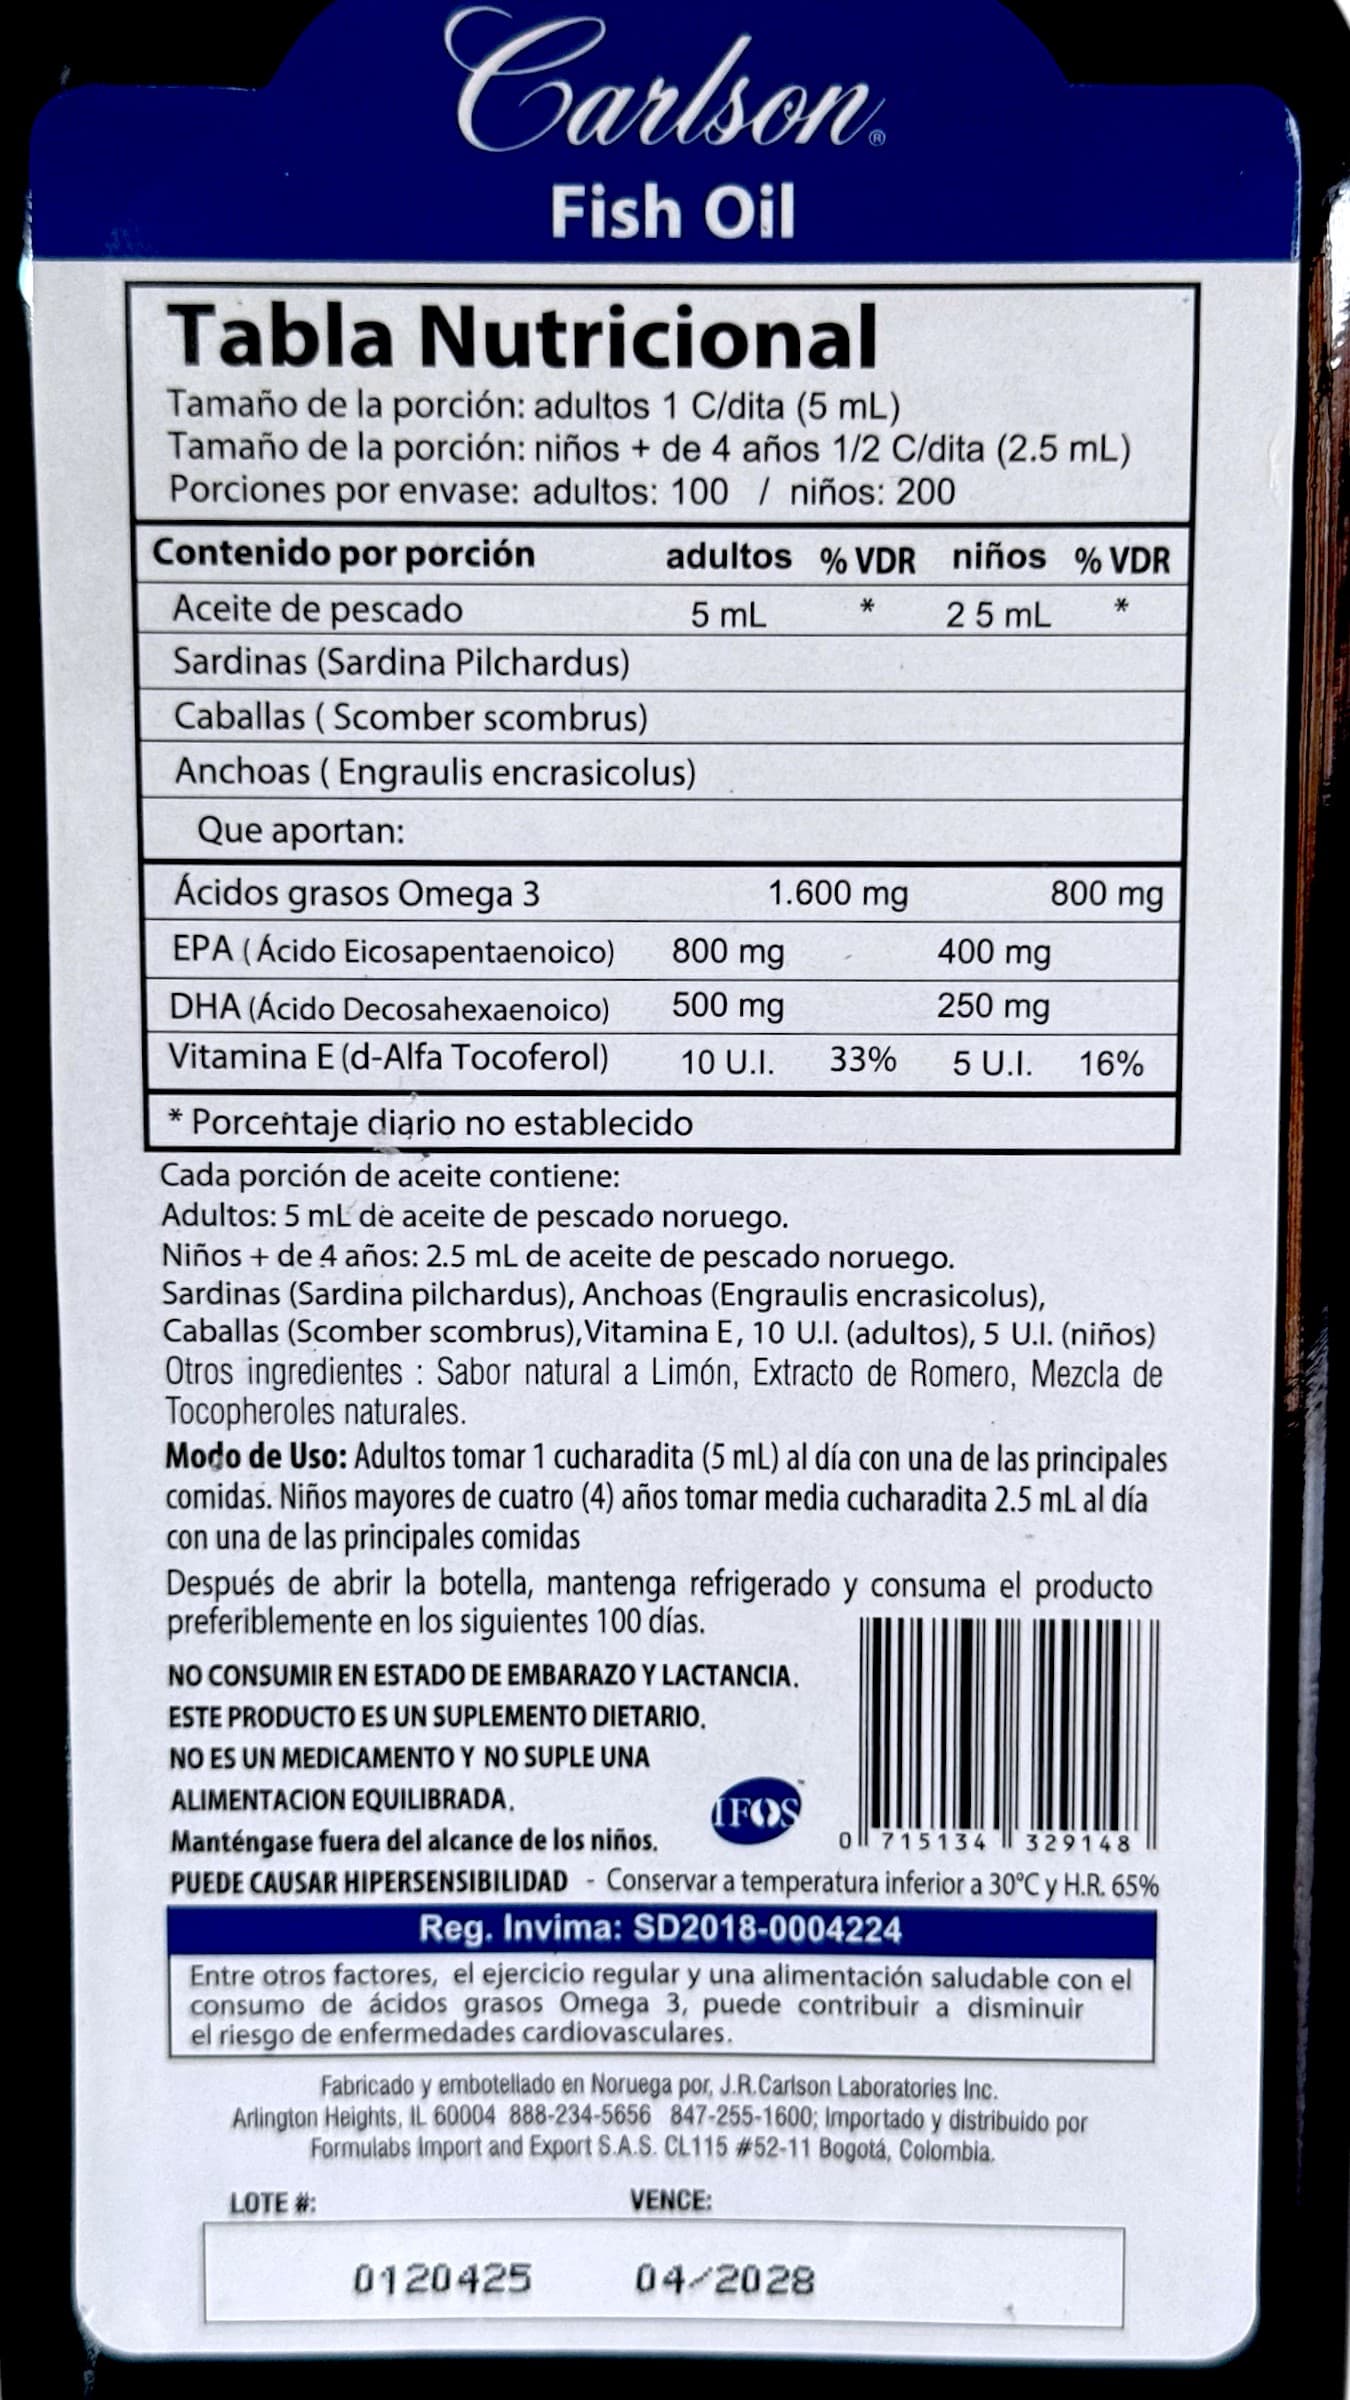 Carlson®
Fish Oil
Tabla Nutricional
Tamaño de la porción: adultos 1 C/dita (5 mL)
Tamaño de la porción: niños + de 4 años 1/2 C/dita (2.5 mL)
Porciones por envase: adultos: 100 / niños: 200
Contenido por porción adultos % VDR niños % VDR
Aceite de pescado 5 mL * 2 5 mL *
Sardinas (Sardina Pilchardus)
Caballas ( Scomber scombrus)
Anchoas ( Engraulis encrasicolus)
Que aportan:
Ácidos grasos Omega 3 1.600 mg 800 mg
EPA ( Ácido Eicosapentaenoico) 800 mg 400 mg
DHA (Ácido Decosahexaenoico) 500 mg 250 mg
Vitamina E (d-Alfa Tocoferol) 10 U.I. 33% 5 U.I. 16%
* Porcentaje diario no establecido
Cada porción de aceite contiene:
Adultos: 5 mL de aceite de pescado noruego.
Niños + de 4 años: 2.5 mL de aceite de pescado noruego.
Sardinas (Sardina pilchardus), Anchoas (Engraulis encrasicolus),
Caballas (Scomber scombrus),Vitamina E, 10 U.I. (adultos), 5 U.I. (niños)
Otros ingredientes : Sabor natural a Limón, Extracto de Romero, Mezcla de
Tocopheroles naturales.
Modo de Uso: Adultos tomar 1 cucharadita (5 mL) al día con una de las principales
comidas. Niños mayores de cuatro (4) años tomar media cucharadita 2.5 mL al día
con una de las principales comidas
Después de abrir la botella, mantenga refrigerado y consuma el producto
preferiblemente en los siguientes 100 días.
NO CONSUMIR EN ESTADO DE EMBARAZO Y LACTANCIA.
ESTE PRODUCTO ES UN SUPLEMENTO DIETARIO.
NO ES UN MEDICAMENTO Y NO SUPLE UNA
ALIMENTACION EQUILIBRADA.
Manténgase fuera del alcance de los niños.
IFOS™
0 715134 329148
PUEDE CAUSAR HIPERSENSIBILIDAD - Conservar a temperatura inferior a 30°C y H.R. 65%
Reg. Invima: SD2018-0004224
Entre otros factores, el ejercicio regular y una alimentación saludable con el
consumo de ácidos grasos Omega 3, puede contribuir a disminuir
el riesgo de enfermedades cardiovasculares.
Fabricado y embotellado en Noruega por, J.R.Carlson Laboratories Inc.
Arlington Heights, IL 60004 888-234-5656 847-255-1600; Importado y distribuido por
Formulabs Import and Export S.A.S. CL115 #52-11 Bogotá, Colombia.
LOTE #: VENCE:
0120425 04/2028